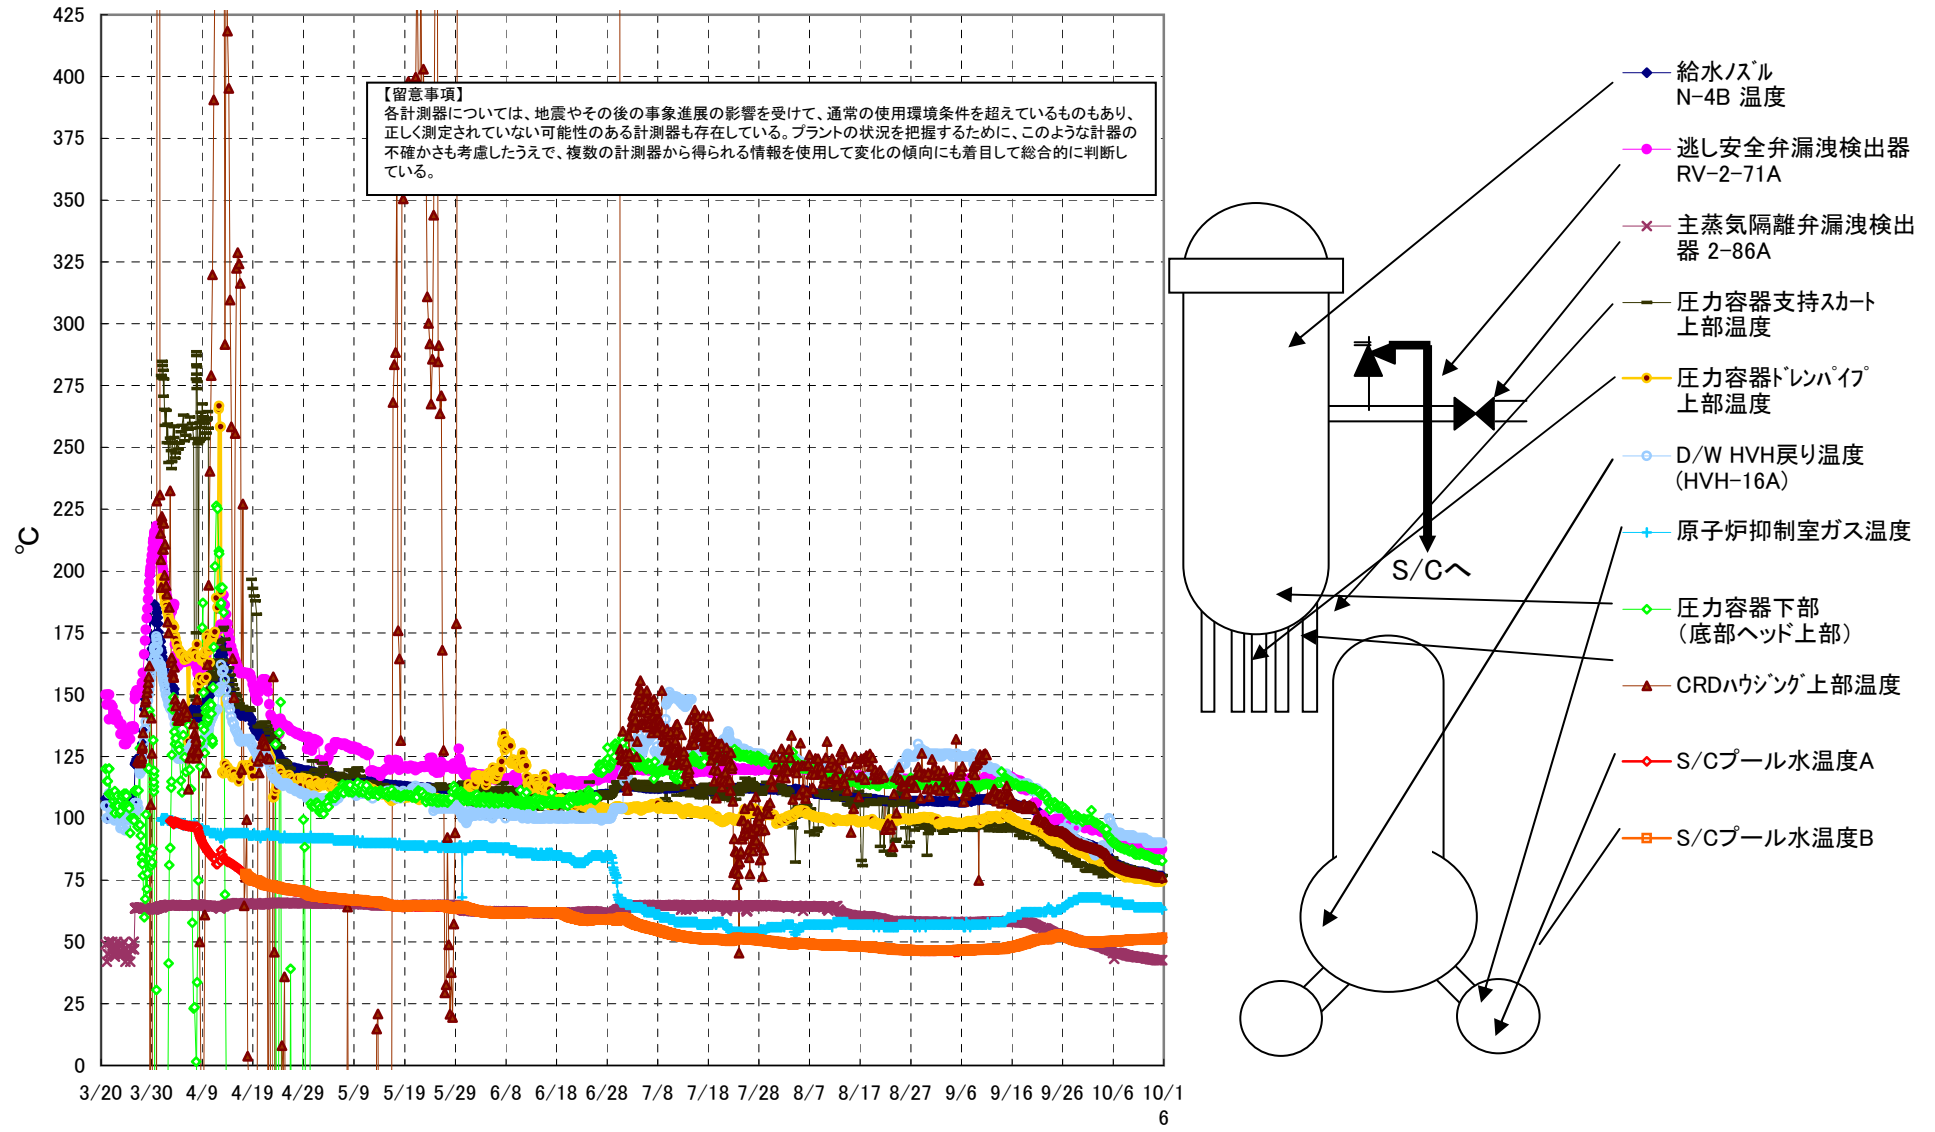 425
400
375
350
325
300
275
250
225
200
175
150
125
100
75
50
25
0
℃
3/20 3/30 4/9 4/19 4/29 5/9 5/19 5/29 6/8 6/18 6/28 7/8 7/18 7/28 8/7 8/17 8/27 9/6 9/16 9/26 10/6 10/1
6
【留意事項】
各計測器については、地震やその後の事象進展の影響を受けて、通常の使用環境条件を超えているものもあり、
正しく測定されていない可能性のある計測器も存在している。プラントの状況を把握するために、このような計器の
不確かさも考慮したうえで、複数の計測器から得られる情報を使用して変化の傾向にも着目して総合的に判断し
ている。
S/Cへ
給水ﾉｽﾞﾙ
N-4B 温度
逃し安全弁漏洩検出器
RV-2-71A
主蒸気隔離弁漏洩検出
器 2-86A
圧力容器支持ｽｶｰﾄ
上部温度
圧力容器ﾄﾞﾚﾝﾊﾟｲﾌﾟ
上部温度
D/W HVH戻り温度
(HVH-16A)
原子炉抑制室ガス温度
圧力容器下部
（底部ヘッド上部）
CRDﾊｳｼﾞﾝｸﾞ上部温度
S/Cプール水温度A
S/Cプール水温度B